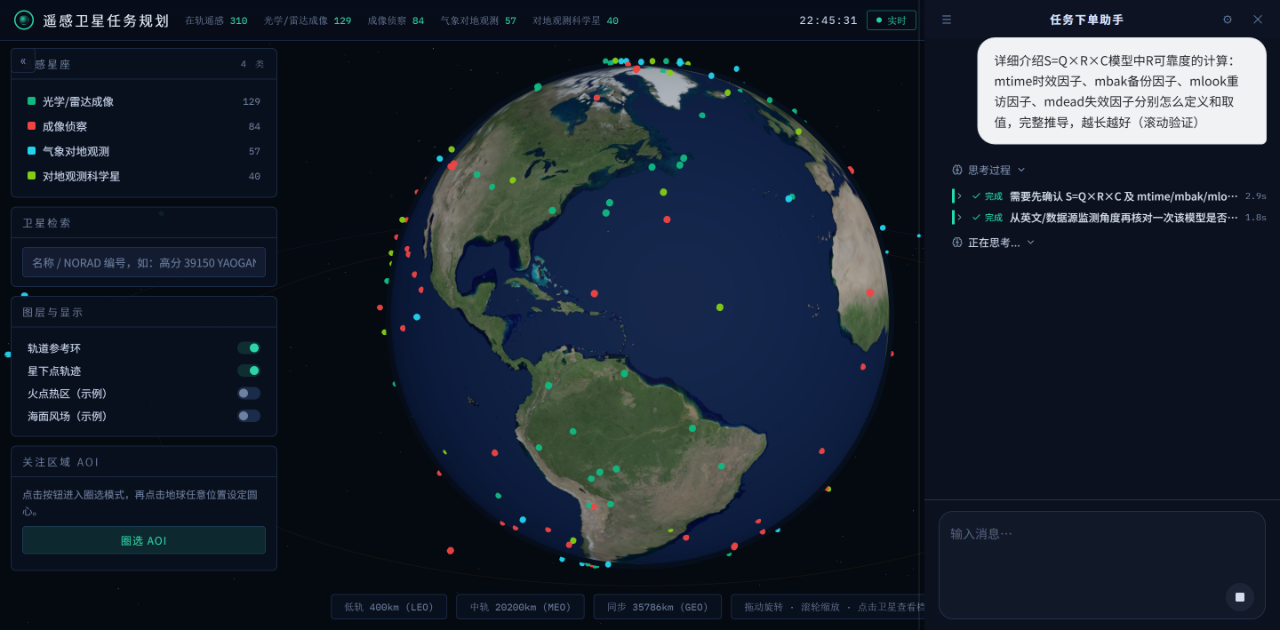 遥感卫星任务规划
在轨遥感 310 光学/雷达成像 129 成像侦察 84 气象对地观测 57 对地观测科学星 40
22:45:31
实时
«
感星座 4 类
光学/雷达成像 129
成像侦察 84
气象对地观测 57
对地观测科学星 40
卫星检索
名称 / NORAD 编号，如：高分 39150 YAOGAN
图层与显示
轨道参考环
星下点轨迹
火点热区（示例）
海面风场（示例）
关注区域 AOI
点击按钮进入圈选模式，再点击地球任意位置设定圆
心。
圈选 AOI
低轨 400km (LEO)
中轨 20200km (MEO)
同步 35786km (GEO)
拖动旋转 · 滚轮缩放 · 点击卫星查看
任务下单助手
详细介绍S=Q×R×C模型中R可靠度的计算：
mtime时效因子、mbak备份因子、mlook重
访因子、mdead失效因子分别怎么定义和取
值，完整推导，越长越好（滚动验证）
思考过程
完成 需要先确认 S=Q×R×C 及 mtime/mbak/mlo··· 2.9s
完成 从英文/数据源监测角度再核对一次该模型是否··· 1.8s
正在思考...
输入消息···